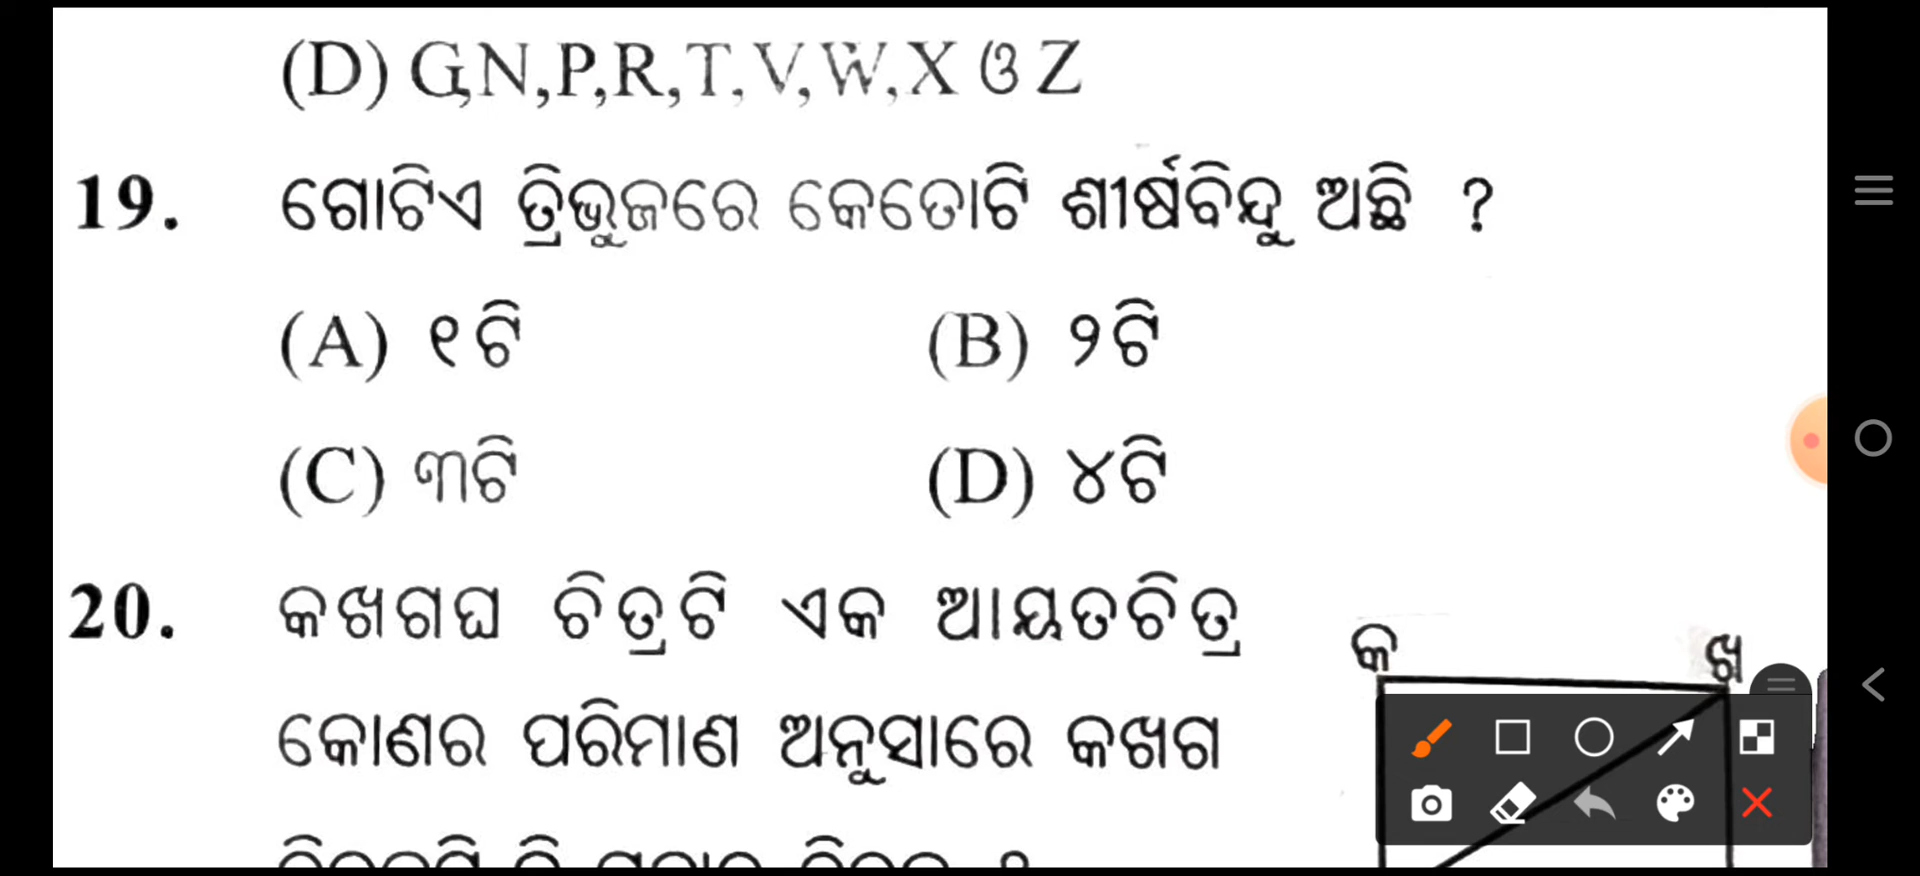 (D) G,N,P,R,T,V,W,X ଓ Z
19. ଗୋଟିଏ ତ୍ରିଭୁଜରେ କେତୋଟି ଶୀର୍ଷବିନ୍ଦୁ ଅଛି ?
(A) ୧ଟି (B) ୨ଟି
(C) ୩ଟି (D) ୪ଟି
20. କଖଗଘ ଚିତ୍ରଟି ଏକ ଆୟତଚିତ୍ର
କୋଣର ପରିମାଣ ଅନୁସାରେ କଖଗ
କ ଖ